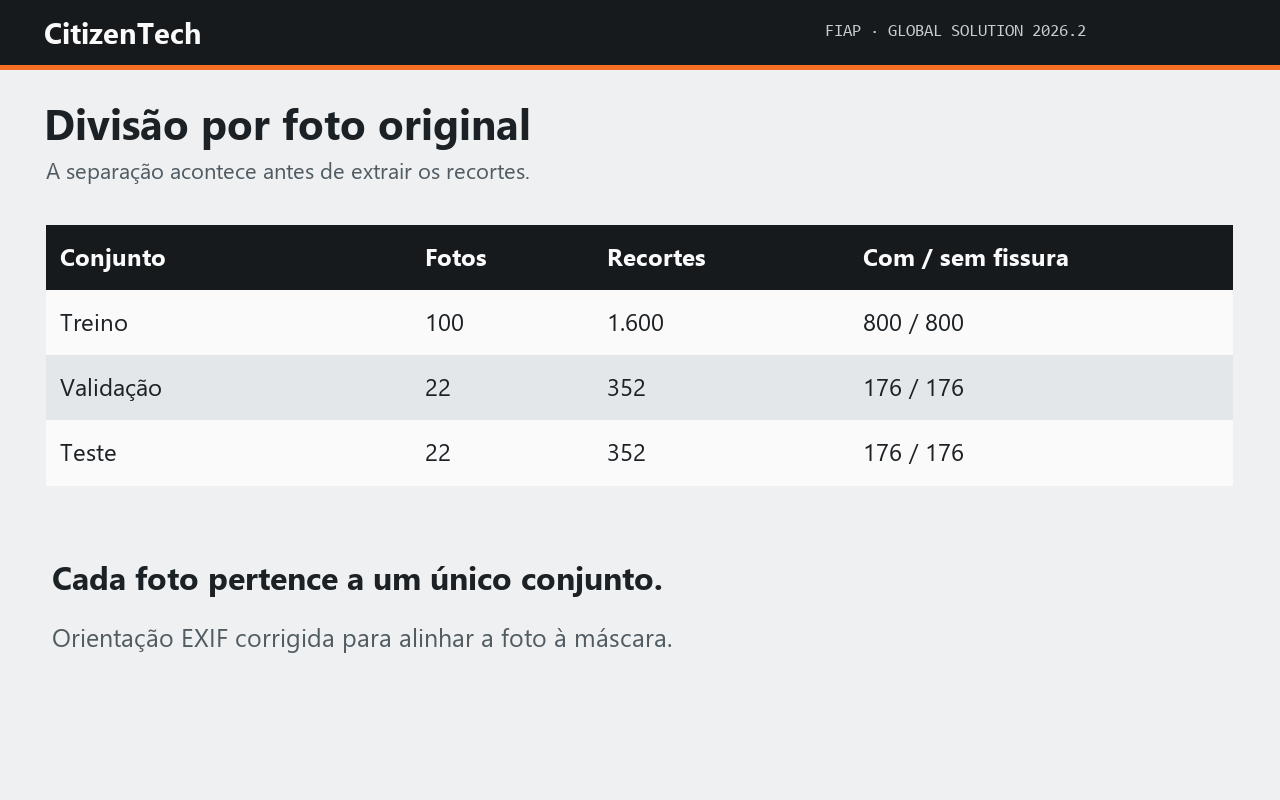 CitizenTech
FIAP · GLOBAL SOLUTION 2026.2
Divisão por foto original
A separação acontece antes de extrair os recortes.
Conjunto Fotos Recortes Com / sem fissura
Treino 100 1.600 800 / 800
Validação 22 352 176 / 176
Teste 22 352 176 / 176
Cada foto pertence a um único conjunto.
Orientação EXIF corrigida para alinhar a foto à máscara.